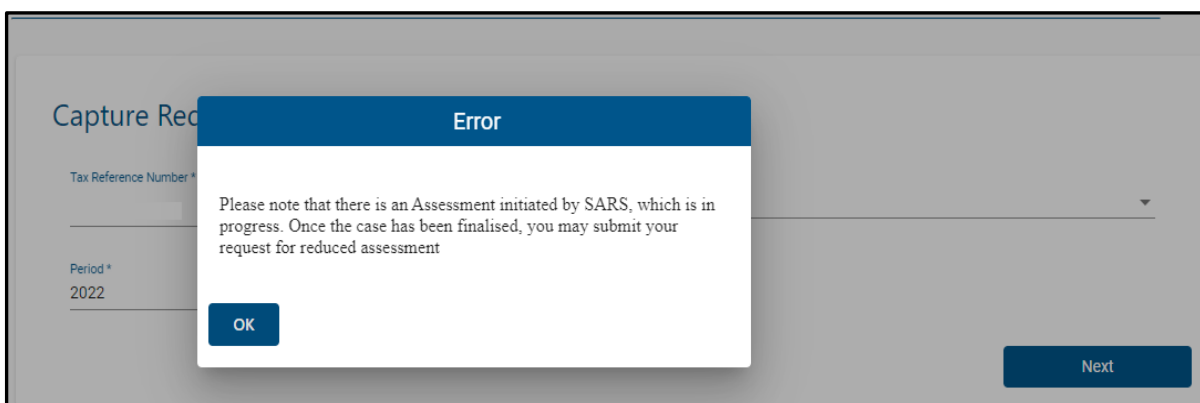 Capture Rec
Error
Tax Reference Number *
Please note that there is an Assessment initiated by SARS, which is in
progress. Once the case has been finalised, you may submit your
request for reduced assessment
Period *
2022
OK
Next